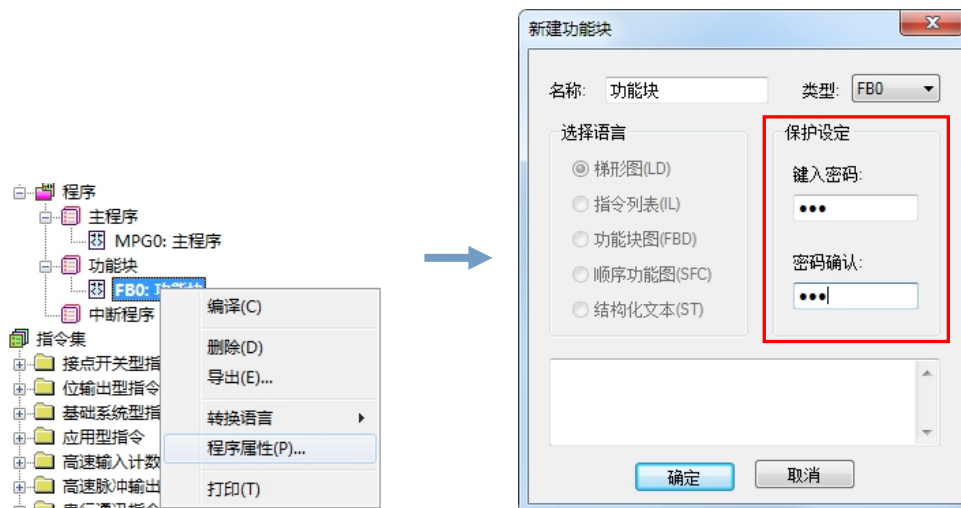 程序
主程序
MPG0: 主程序
功能块
FB0: 功能块
中断程序
指令集
接点开关型指
位输出型指令
基础系统型指
应用型指令
高速输入计数
高速脉冲输出
串行通讯指令
编译(C)
删除(D)
导出(E)...
转换语言
程序属性(P)...
打印(T)
新建功能块
名称: 功能块 类型: FB0
选择语言
梯形图(LD)
指令列表(IL)
功能块图(FBD)
顺序功能图(SFC)
结构化文本(ST)
保护设定
键入密码:
•••
密码确认:
•••
确定 取消